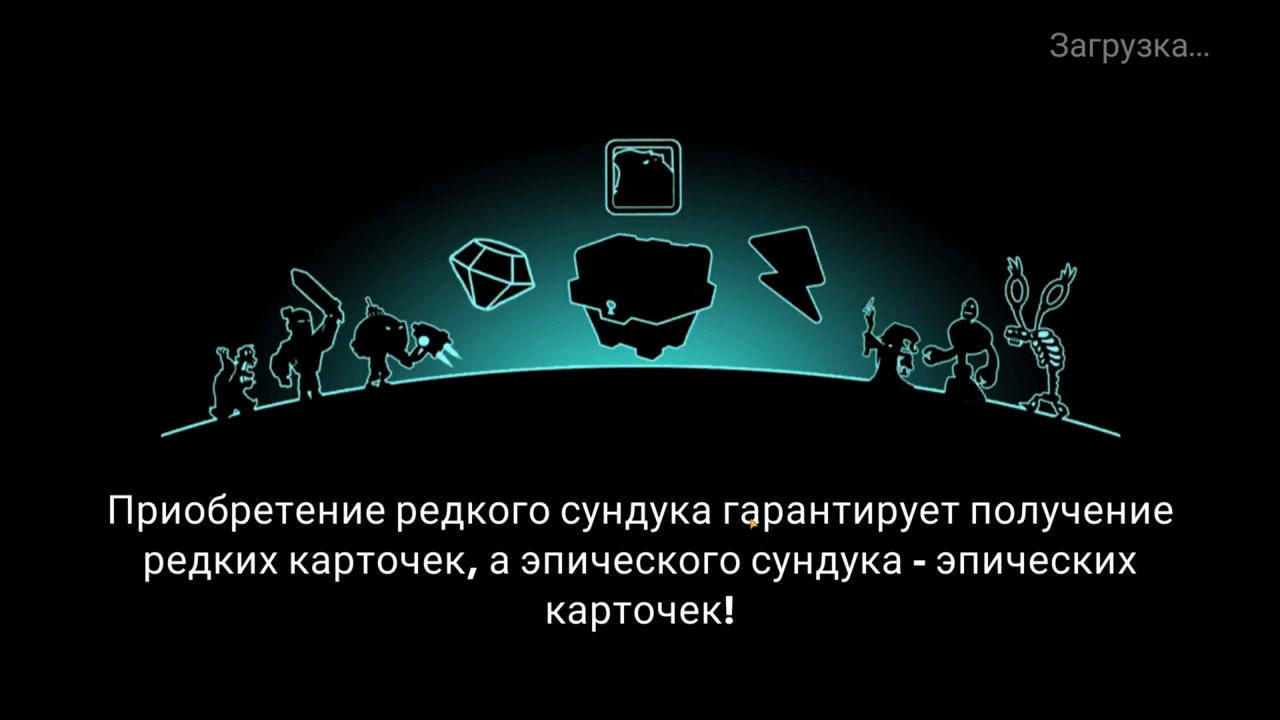 Загрузка...
Приобретение редкого сундука гарантирует получение
редких карточек, а эпического сундука - эпических
карточек!